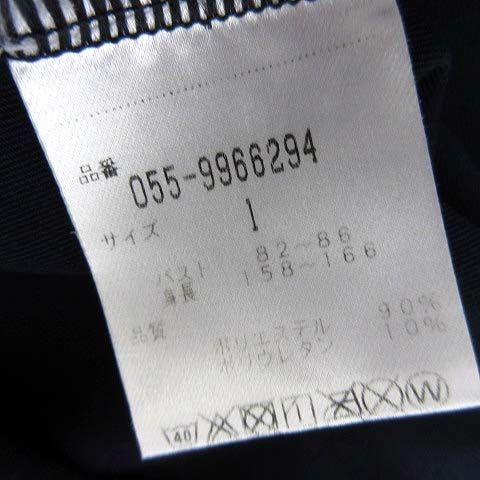 品番 055-9966294
サイズ 1
バスト 82～86
身長 158～166
品質 ポリエステル 90%
ポリウレタン 10%
40